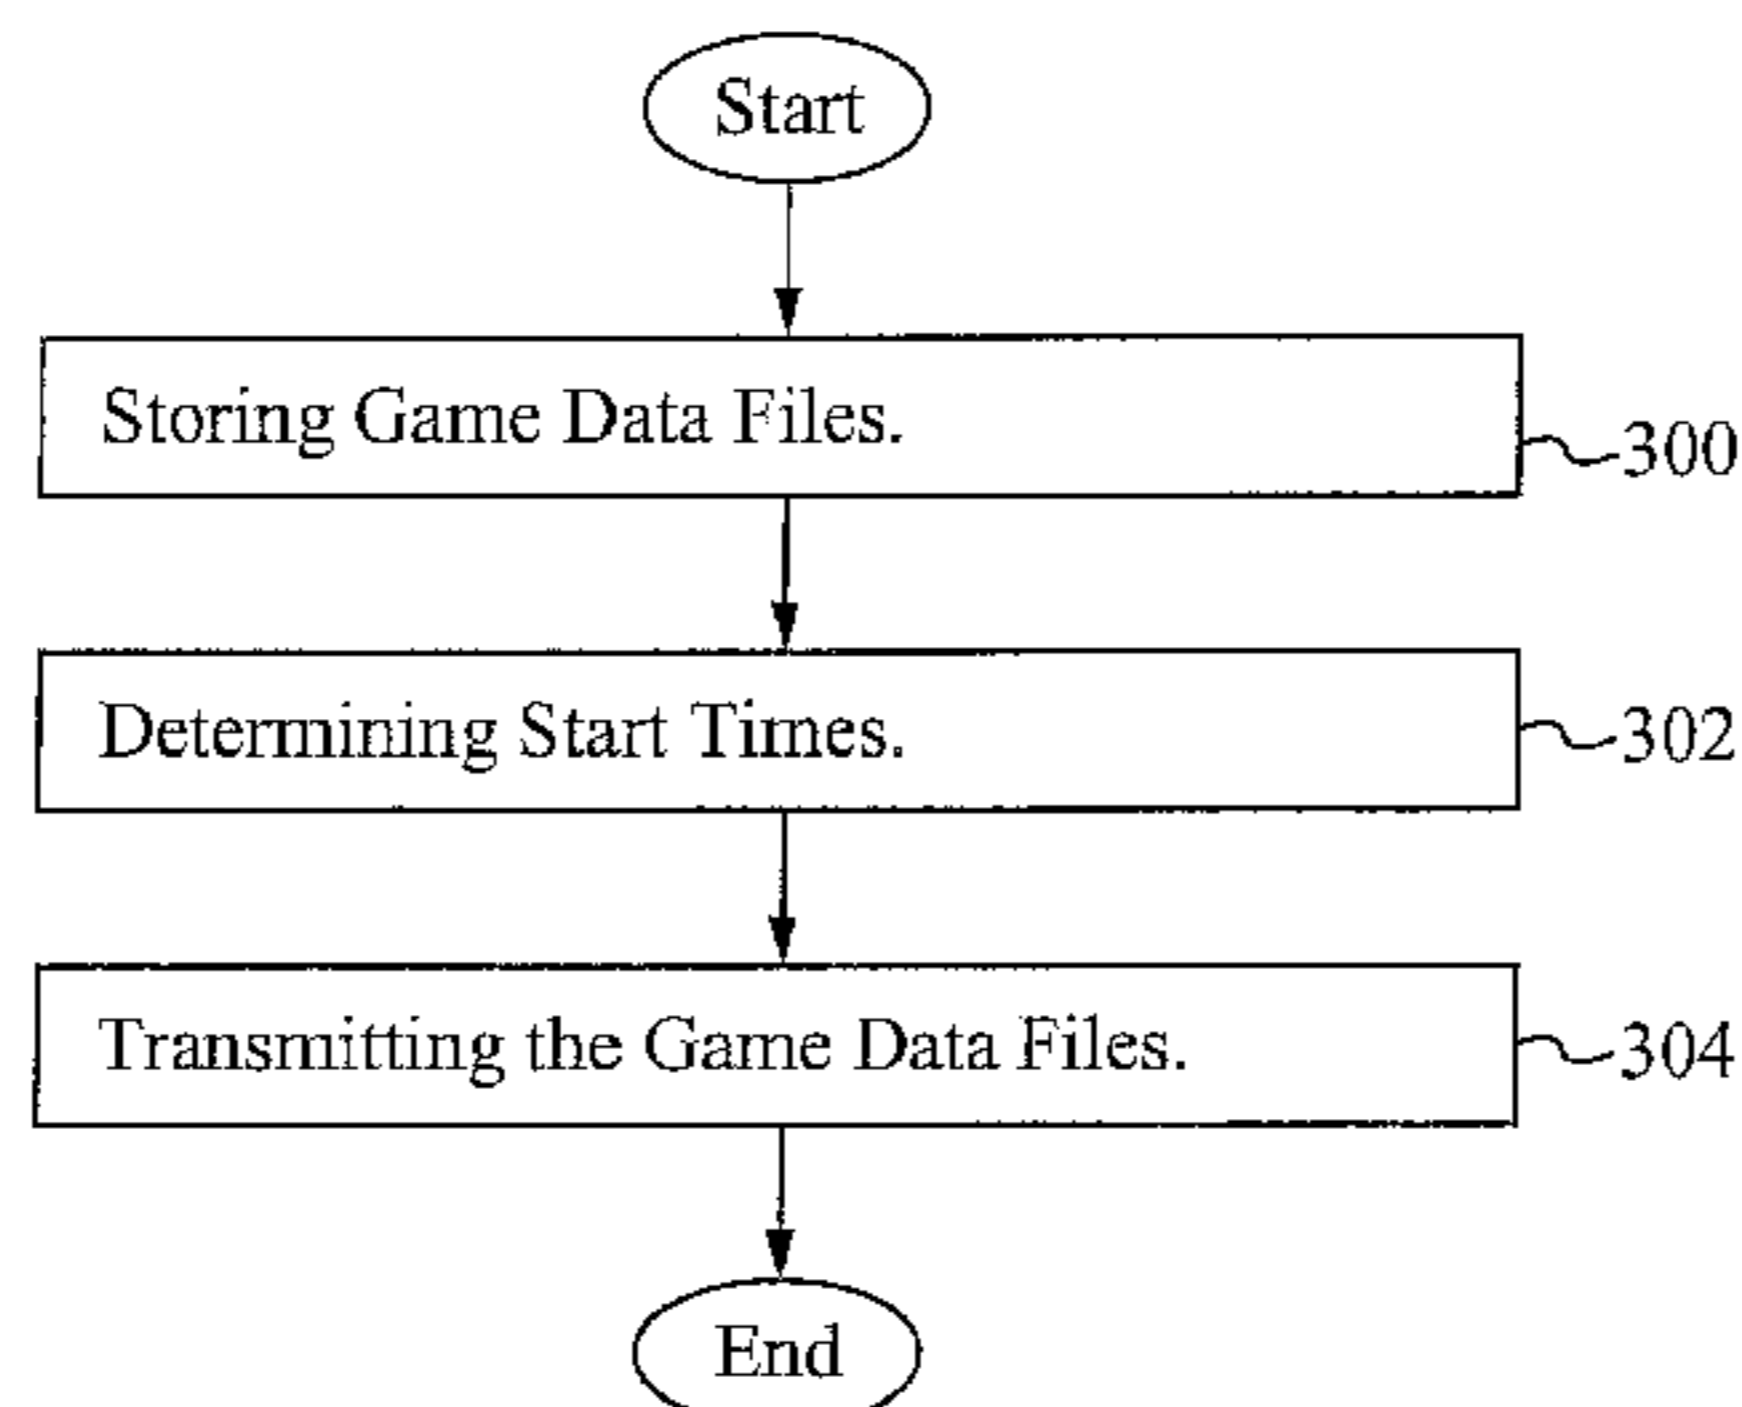 Start
Storing Game Data Files.
300
Determining Start Times.
302
Transmitting the Game Data Files.
304
End